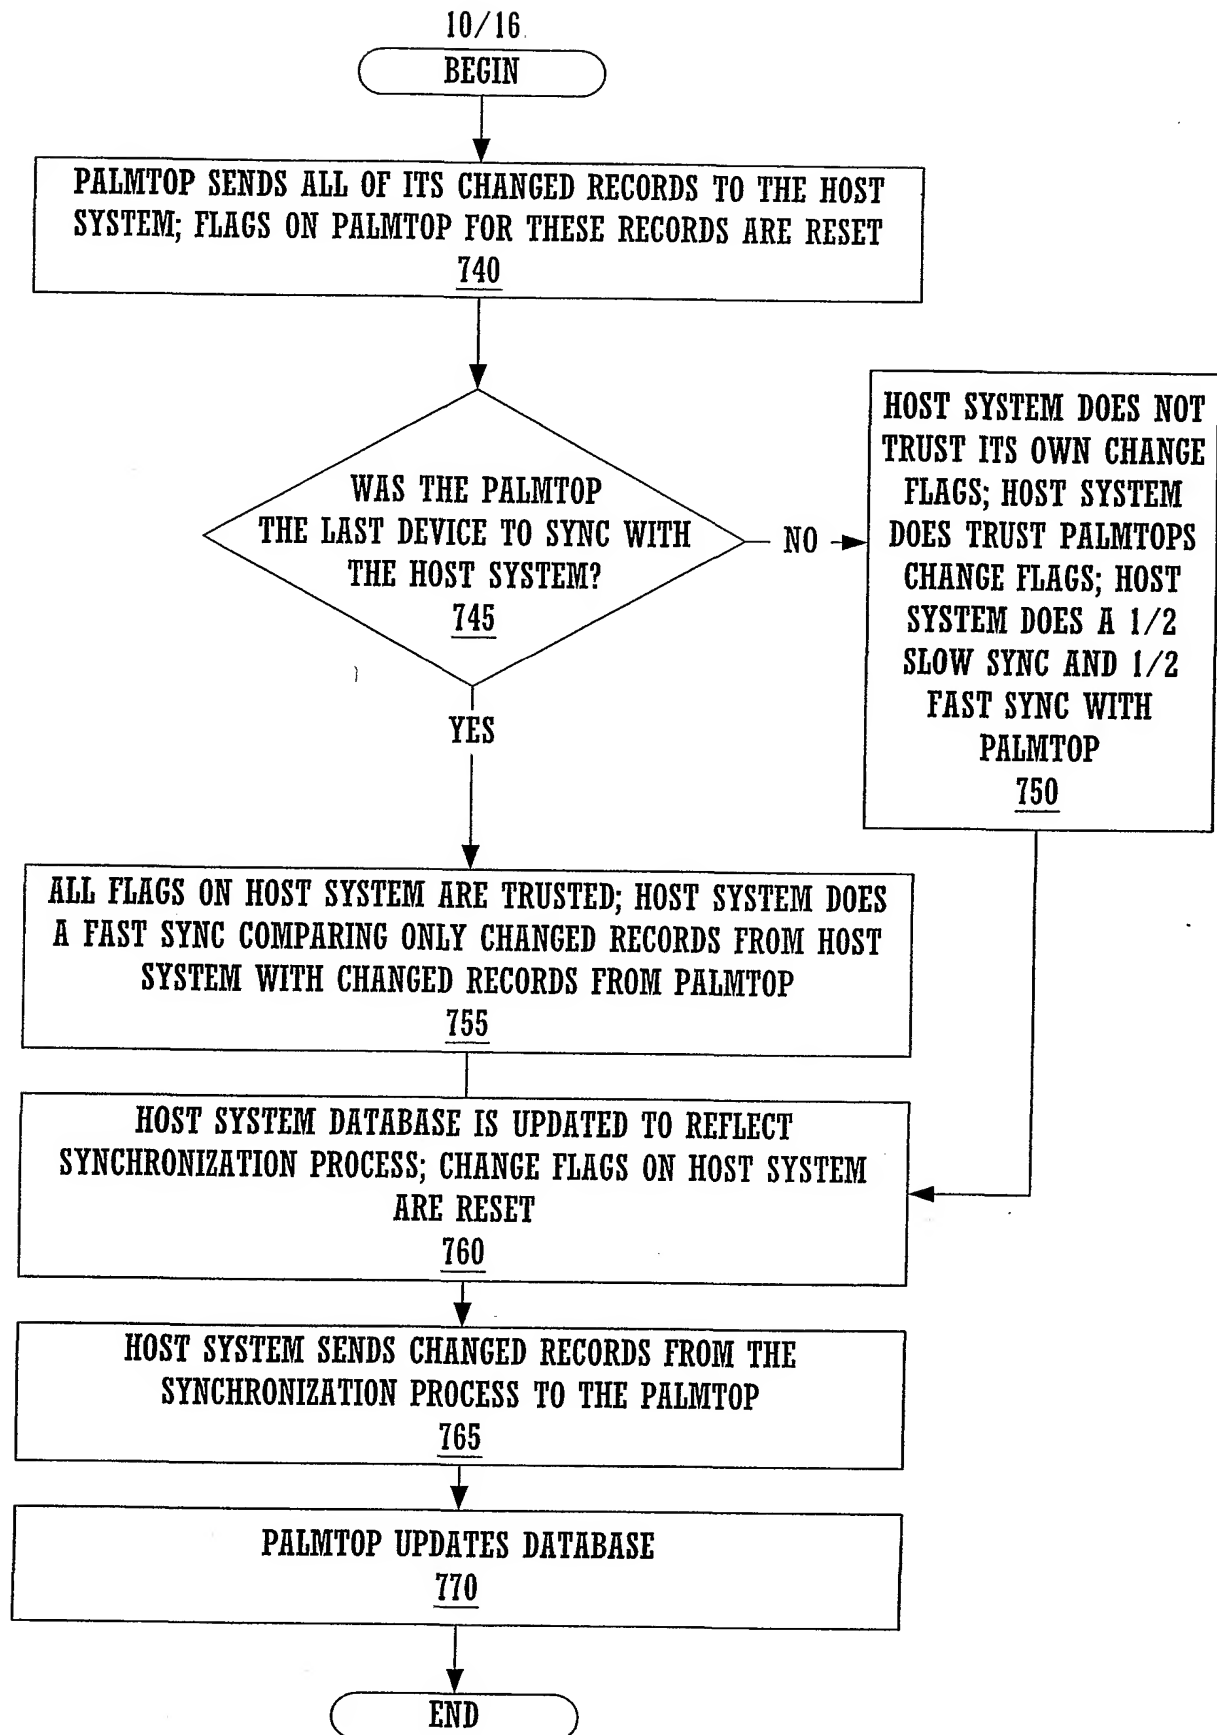 10/16
BEGIN
PALMTOP SENDS ALL OF ITS CHANGED RECORDS TO THE HOST
SYSTEM; FLAGS ON PALMTOP FOR THESE RECORDS ARE RESET
740
WAS THE PALMTOP
THE LAST DEVICE TO SYNC WITH
THE HOST SYSTEM?
745
NO
HOST SYSTEM DOES NOT
TRUST ITS OWN CHANGE
FLAGS; HOST SYSTEM
DOES TRUST PALMTOPS
CHANGE FLAGS; HOST
SYSTEM DOES A 1/2
SLOW SYNC AND 1/2
FAST SYNC WITH
PALMTOP
750
YES
ALL FLAGS ON HOST SYSTEM ARE TRUSTED; HOST SYSTEM DOES
A FAST SYNC COMPARING ONLY CHANGED RECORDS FROM HOST
SYSTEM WITH CHANGED RECORDS FROM PALMTOP
755
HOST SYSTEM DATABASE IS UPDATED TO REFLECT
SYNCHRONIZATION PROCESS; CHANGE FLAGS ON HOST SYSTEM
ARE RESET
760
HOST SYSTEM SENDS CHANGED RECORDS FROM THE
SYNCHRONIZATION PROCESS TO THE PALMTOP
765
PALMTOP UPDATES DATABASE
770
END